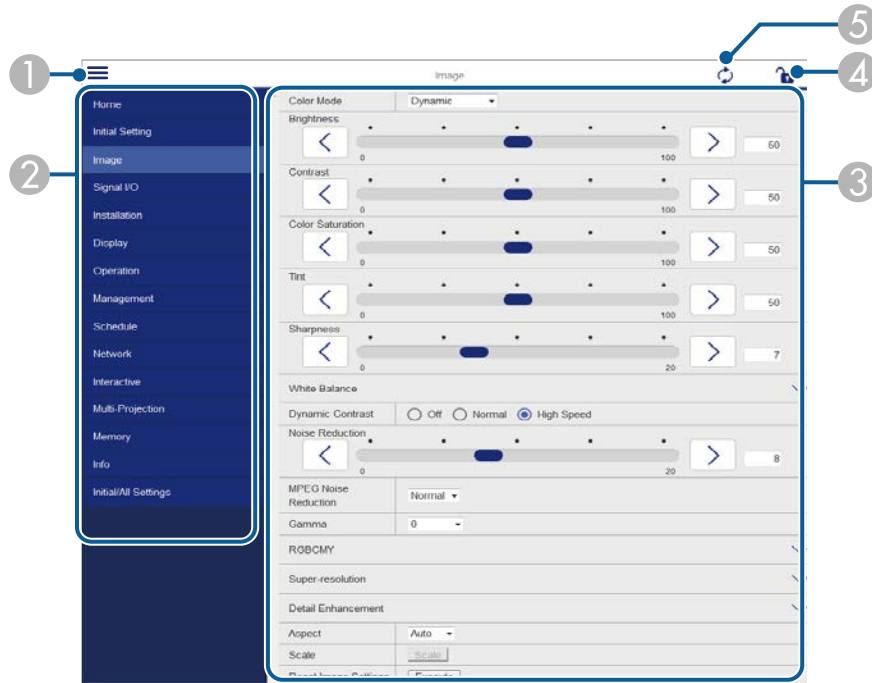 5
1
Image
4
Home
Initial Setting
Image
Signal I/O
Installation
Display
Operation
Management
Schedule
Network
Interactive
Multi-Projection
Memory
Info
Initial/All Settings
2
Color Mode Dynamic
Brightness
0 100 50
Contrast
0 100 50
Color Saturation
0 100 50
Tint
0 100 50
Sharpness
0 20 7
White Balance
Dynamic Contrast Off Normal High Speed
Noise Reduction
0 20 8
MPEG Noise
Reduction
Normal
Gamma 0
RGBCMY
Super-resolution
Detail Enhancement
Aspect Auto
Scale Scale
Reset Image Settings Execute
3